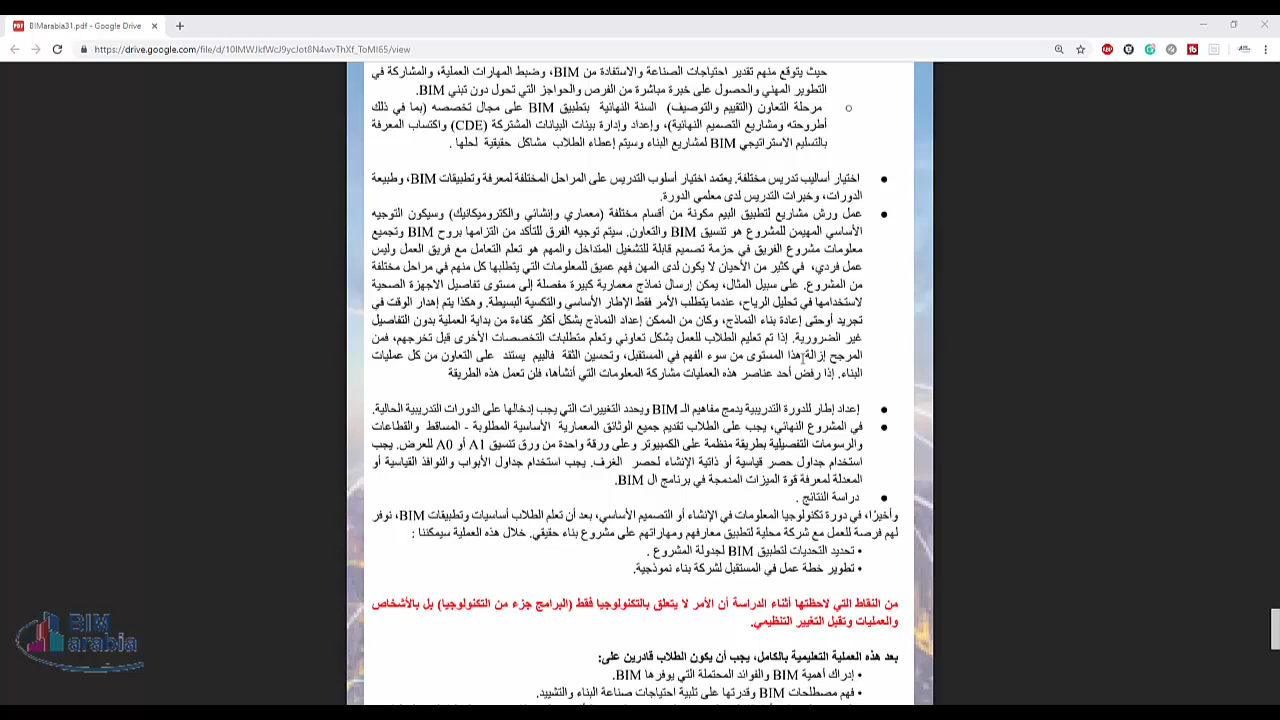 BIMarabia31.pdf - Google Drive
https://drive.google.com/file/d/10IMWJkfWcJ9ycJot8N4wvThXf_ToMI65/view
حيث يتوقع منهم تقدير احتياجات الصناعة والاستفادة من BIM، وضبط المهارات العملية، والمشاركة في
التطوير المهني والحصول على خبرة مباشرة من الفرص والحواجز التي تحول دون تبني BIM.
○ مرحلة التعاون (التقييم والتوصيف) السنة النهائية بتطبيق BIM على مجال تخصصه (بما في ذلك
أطروحته ومشاريع التصميم النهائية)، وإعداد وإدارة بيئات البيانات المشتركة (CDE) واكتساب المعرفة
بالتسليم الاستراتيجي BIM لمشاريع البناء وسيتم إعطاء الطلاب مشاكل حقيقية لحلها .
● اختيار أساليب تدريس مختلفة. يعتمد اختيار أسلوب التدريس على المراحل المختلفة لمعرفة وتطبيقات BIM، وطبيعة
الدورات، وخبرات التدريس لدى معلمي الدورة.
● عمل ورش مشاريع لتطبيق البيم مكونة من أقسام مختلفة (معماري وإنشائي والكتروميكانيك) وسيكون التوجيه
الأساسي المهيمن للمشروع هو تنسيق BIM والتعاون. سيتم توجيه الفرق للتأكد من التزامها بروح BIM وتجميع
معلومات مشروع الفريق في حزمة تصميم قابلة للتشغيل المتداخل والمهم هو تعلم التعامل مع فريق العمل وليس
عمل فردي، في كثير من الأحيان لا يكون لدى المهن فهم عميق للمعلومات التي يتطلبها كل منهم في مراحل مختلفة
من المشروع. على سبيل المثال، يمكن إرسال نماذج معمارية كبيرة مفصلة إلى مستوى تفاصيل الاجهزة الصحية
لاستخدامها في تحليل الرياح، عندما يتطلب الأمر فقط الإطار الأساسي والتكسية البسيطة. وهكذا يتم إهدار الوقت في
تجريد أوحتى إعادة بناء النماذج، وكان من الممكن إعداد النماذج بشكل أكثر كفاءة من بداية العملية بدون التفاصيل
غير الضرورية. إذا تم تعليم الطلاب للعمل بشكل تعاوني وتعلم متطلبات التخصصات الأخرى قبل تخرجهم، فمن
المرجح إزالة هذا المستوى من سوء الفهم في المستقبل، وتحسين الثقة فالبيم يستند على التعاون من كل عمليات
البناء. إذا رفض أحد عناصر هذه العمليات مشاركة المعلومات التي أنشأها، فلن تعمل هذه الطريقة
● إعداد إطار للدورة التدريبية يدمج مفاهيم الـ BIM ويحدد التغييرات التي يجب إدخالها على الدورات التدريبية الحالية.
● في المشروع النهائي، يجب على الطلاب تقديم جميع الوثائق المعمارية الأساسية المطلوبة - المساقط والقطاعات
والرسومات التفصيلية بطريقة منظمة على الكمبيوتر وعلى ورقة واحدة من ورق تنسيق A1 أو A0 للعرض. يجب
استخدام جداول حصر قياسية أو ذاتية الإنشاء لحصر الغرف. يجب استخدام جداول الأبواب والنوافذ القياسية أو
المعدلة لمعرفة قوة الميزات المدمجة في برنامج ال BIM.
● دراسة النتائج .
وأخيرًا، في دورة تكنولوجيا المعلومات في الإنشاء أو التصميم الأساسي، بعد أن تعلم الطلاب أساسيات وتطبيقات BIM، نوفر
لهم فرصة للعمل مع شركة محلية لتطبيق معارفهم ومهاراتهم على مشروع بناء حقيقي. خلال هذه العملية سيمكننا :
• تحديد التحديات لتطبيق BIM لجدولة المشروع .
• تطوير خطة عمل في المستقبل لشركة بناء نموذجية.
من النقاط التي لاحظتها أثناء الدراسة أن الأمر لا يتعلق بالتكنولوجيا فقط (البرامج جزء من التكنولوجيا) بل بالأشخاص
والعمليات وتقبل التغيير التنظيمي.
بعد هذه العملية التعليمية بالكامل، يجب أن يكون الطلاب قادرين على:
• إدراك أهمية BIM والفوائد المحتملة التي يوفرها BIM.
• فهم مصطلحات BIM وقدرتها على تلبية احتياجات صناعة البناء والتشييد.
BIM
arabia